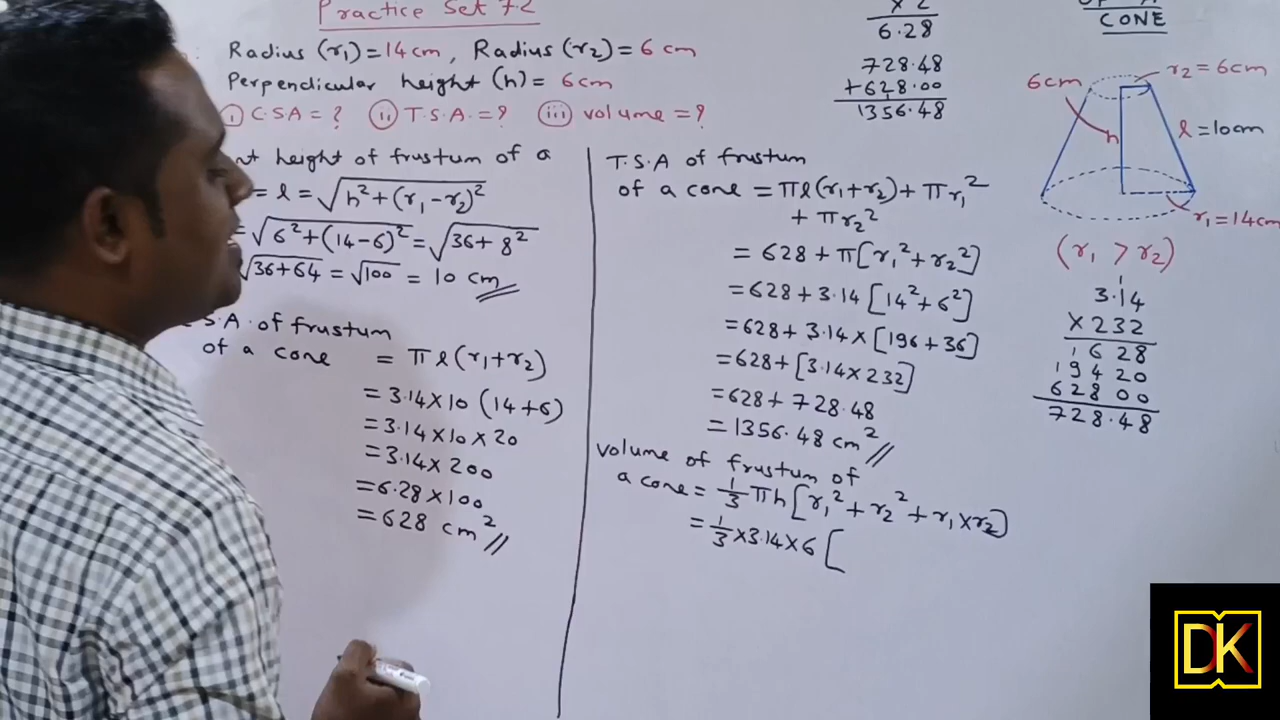 Practice Set 7.2
Radius (r₁) = 14 cm, Radius (r₂) = 6 cm
Perpendicular height (h) = 6cm
i) C.S.A = ? ii) T.S.A. = ? iii) volume = ?
height of frustum of a
= l = √h²+(r₁-r₂)²
= √6²+(14-6)² = √36+8²
√36+64 = √100 = 10 cm
S.A. of frustum
of a cone = πl(r₁+r₂)
= 3.14×10 (14+6)
= 3.14×10×20
= 3.14×200
= 6.28×100
= 628 cm²//
T.S.A of frustum
of a cone = πl(r₁+r₂)+πr₁²
+ πr₂²
= 628+π[r₁²+r₂²]
= 628+3.14[14²+6²]
= 628+3.14×[196+36]
= 628+[3.14×232]
= 628+728.48
= 1356.48 cm²//
volume of frustum of
a cone = 1/3 πh[r₁²+r₂²+r₁×r₂]
= 1/3×3.14×6[
×2
6.28
728.48
+628.00
1356.48
CONE
6cm
r₂=6cm
h
l=10cm
r₁=14cm
(r₁ > r₂)
1
3.14
×232
628
9420
62800
728.48
DK